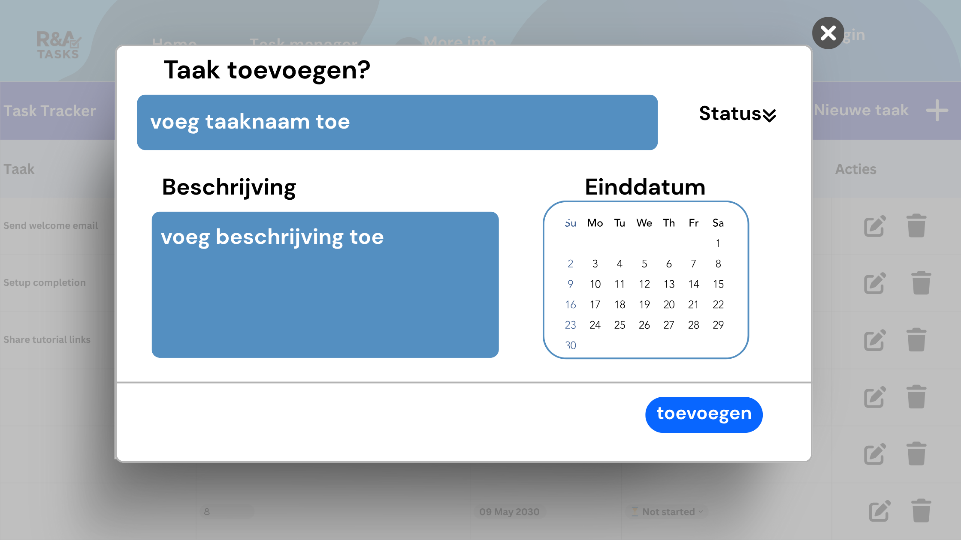 R&A
TASKS
Home
Task manager
More info
gin
Taak toevoegen?
Task Tracker
voeg taaknaam toe
Status
Nieuwe taak
Taak
Acties
Beschrijving
Einddatum
voeg beschrijving toe
Su Mo Tu We Th Fr Sa
1
2 3 4 5 6 7 8
9 10 11 12 13 14 15
16 17 18 19 20 21 22
23 24 25 26 27 28 29
30
Send welcome email
Setup completion
Share tutorial links
toevoegen
8
09 May 2030
Not started